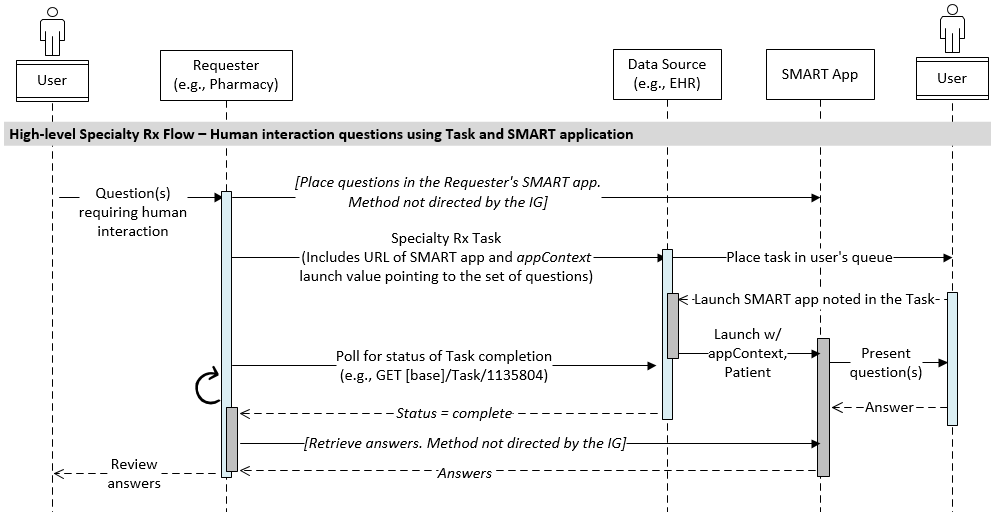 User
Requester
(e.g., Pharmacy)
Data Source
(e.g., EHR)
SMART App
User
High-level Specialty Rx Flow – Human interaction questions using Task and SMART application
Question(s)
requiring human
interaction
[Place questions in the Requester's SMART app.
Method not directed by the IG]
Specialty Rx Task
(Includes URL of SMART app and appContext
launch value pointing to the set of questions)
Place task in user's queue
Launch SMART app noted in the Task
Launch w/
appContext,
Patient
Poll for status of Task completion
(e.g., GET [base]/Task/1135804)
Present
question(s)
Status = complete
Answer
[Retrieve answers. Method not directed by the IG]
Review
answers
Answers